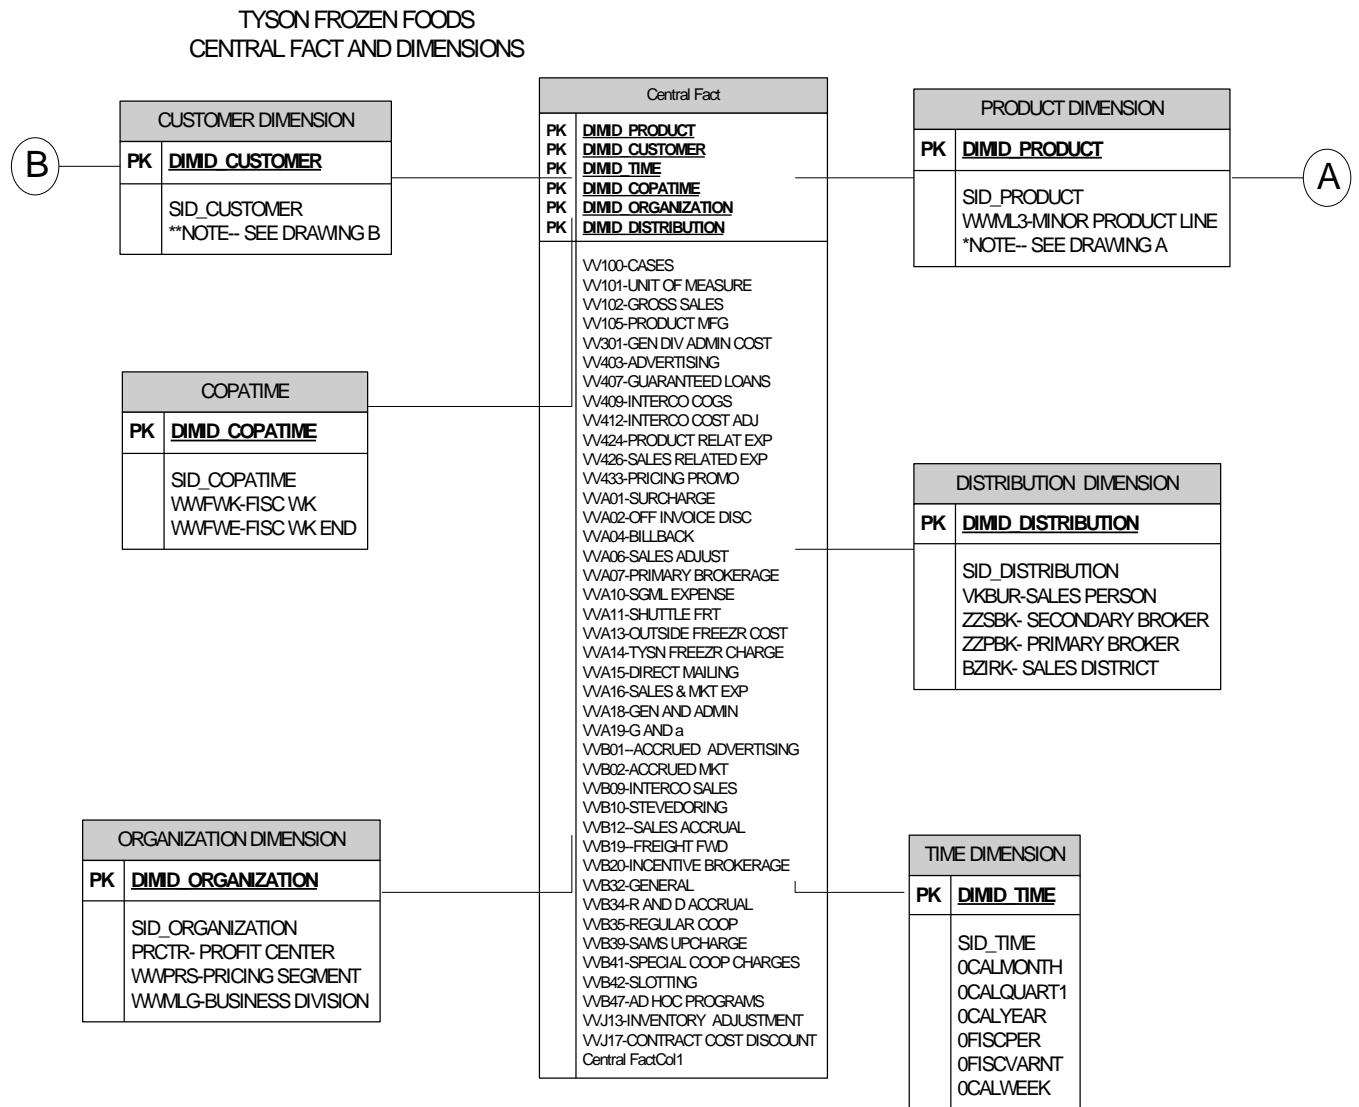 TYSON FROZEN FOODS
CENTRAL FACT AND DIMENSIONS
B
CUSTOMER DIMENSION
PK DIMID_CUSTOMER
SID_CUSTOMER
**NOTE-- SEE DRAWING B
COPATIME
PK DIMID_COPATIME
SID_COPATIME
WWFWK-FISC WK
WWFWE-FISC WK END
ORGANIZATION DIMENSION
PK DIMID_ORGANIZATION
SID_ORGANIZATION
PRCTR- PROFIT CENTER
WWPRS-PRICING SEGMENT
WWMLG-BUSINESS DIVISION
Central Fact
PK DIMID_PRODUCT
PK DIMID_CUSTOMER
PK DIMID_TIME
PK DIMID_COPATIME
PK DIMID_ORGANIZATION
PK DIMID_DISTRIBUTION
VV100-CASES
VV101-UNIT OF MEASURE
VV102-GROSS SALES
VV105-PRODUCT MFG
VV301-GEN DIV ADMIN COST
VV403-ADVERTISING
VV407-GUARANTEED LOANS
VV409-INTERCO COGS
VV412-INTERCO COST ADJ
VV424-PRODUCT RELAT EXP
VV426-SALES RELATED EXP
VV433-PRICING PROMO
VVA01-SURCHARGE
VVA02-OFF INVOICE DISC
VVA04-BILLBACK
VVA06-SALES ADJUST
VVA07-PRIMARY BROKERAGE
VVA10-SGML EXPENSE
VVA11-SHUTTLE FRT
VVA13-OUTSIDE FREEZR COST
VVA14-TYSN FREEZR CHARGE
VVA15-DIRECT MAILING
VVA16-SALES & MKT EXP
VVA18-GEN AND ADMIN
VVA19-G AND a
VVB01--ACCRUED ADVERTISING
VVB02-ACCRUED MKT
VVB09-INTERCO SALES
VVB10-STEVEDORING
VVB12--SALES ACCRUAL
VVB19--FREIGHT FWD
VVB20-INCENTIVE BROKERAGE
VVB32-GENERAL
VVB34-R AND D ACCRUAL
VVB35-REGULAR COOP
VVB39-SAMS UPCHARGE
VVB41-SPECIAL COOP CHARGES
VVB42-SLOTTING
VVB47-AD HOC PROGRAMS
VVJ13-INVENTORY ADJUSTMENT
VVJ17-CONTRACT COST DISCOUNT
Central FactCol1
PRODUCT DIMENSION
PK DIMID_PRODUCT
SID_PRODUCT
WWML3-MINOR PRODUCT LINE
*NOTE-- SEE DRAWING A
A
DISTRIBUTION DIMENSION
PK DIMID_DISTRIBUTION
SID_DISTRIBUTION
VKBUR-SALES PERSON
ZZSBK- SECONDARY BROKER
ZZPBK- PRIMARY BROKER
BZIRK- SALES DISTRICT
TIME DIMENSION
PK DIMID_TIME
SID_TIME
0CALMONTH
0CALQUART1
0CALYEAR
0FISCPER
0FISCVARNT
0CALWEEK